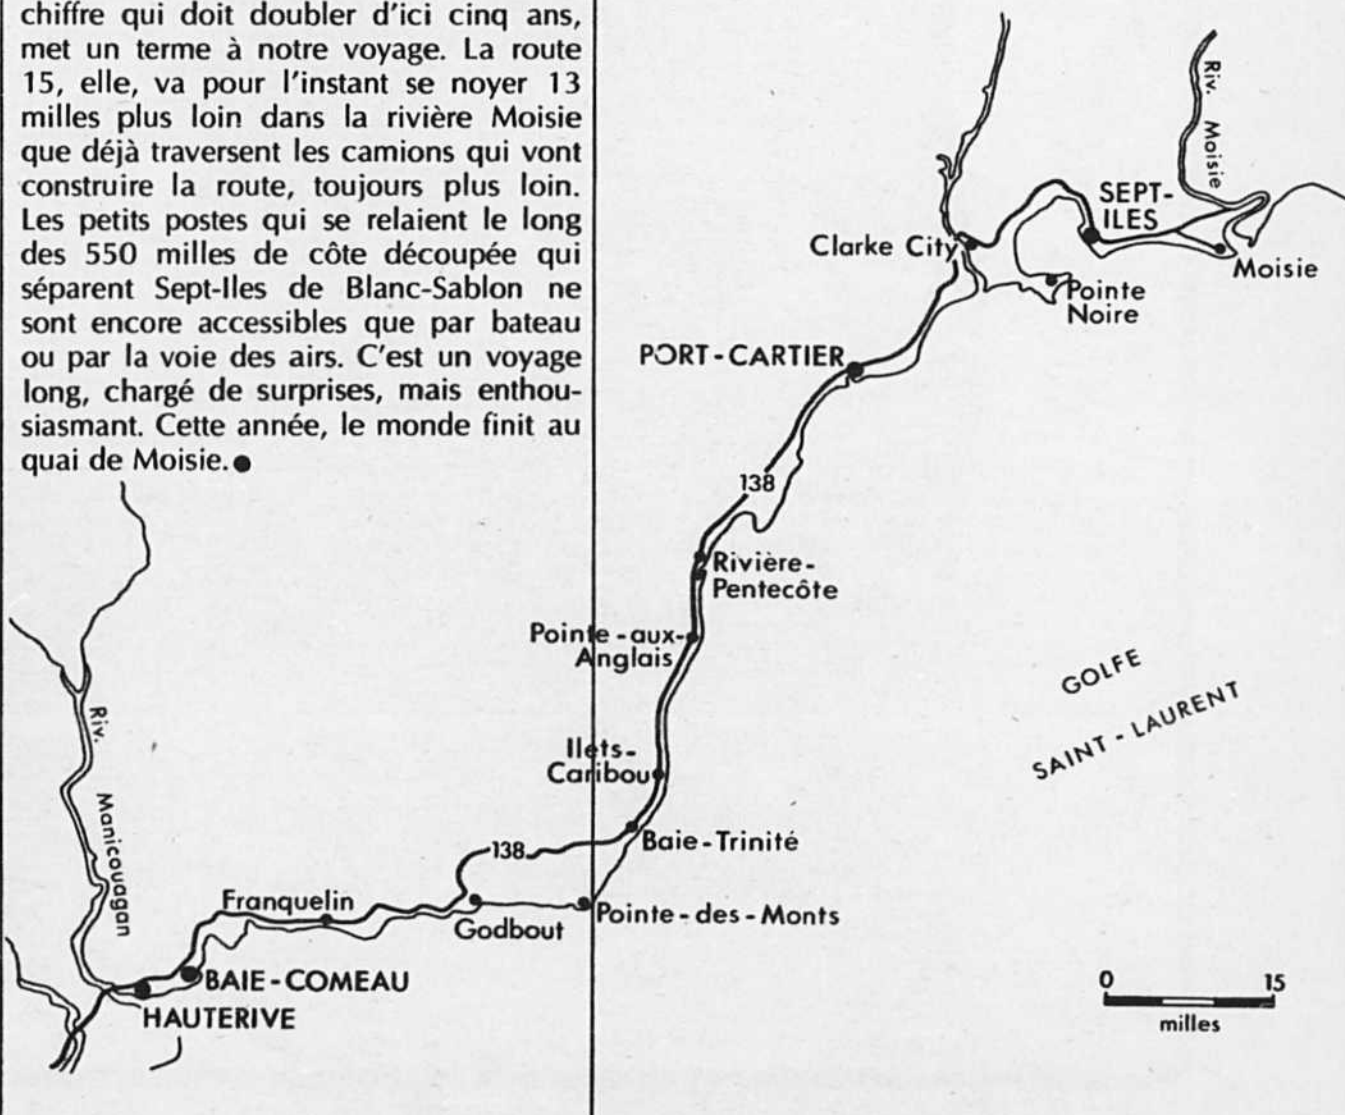 chiffre qui doit doubler d'ici cinq ans,
met un terme à notre voyage. La route
15, elle, va pour l'instant se noyer 13
milles plus loin dans la rivière Moisie
que déjà traversent les camions qui vont
construire la route, toujours plus loin.
Les petits postes qui se relaient le long
des 550 milles de côte découpée qui
séparent Sept-Iles de Blanc-Sablon ne
sont encore accessibles que par bateau
ou par la voie des airs. C'est un voyage
long, chargé de surprises, mais enthou-
siasmant. Cette année, le monde finit au
quai de Moisie.●
Riv. Moisie
SEPT-
ILES
Clarke City
Moisie
Pointe
Noire
PORT-CARTIER
138
Rivière-
Pentecôte
Pointe-aux-
Anglais
GOLFE
SAINT-LAURENT
Riv. Manicouagan
Ilets-
Caribou
Baie-Trinité
138
Franquelin
Godbout
Pointe-des-Monts
BAIE-COMEAU
HAUTERIVE
0 15
milles